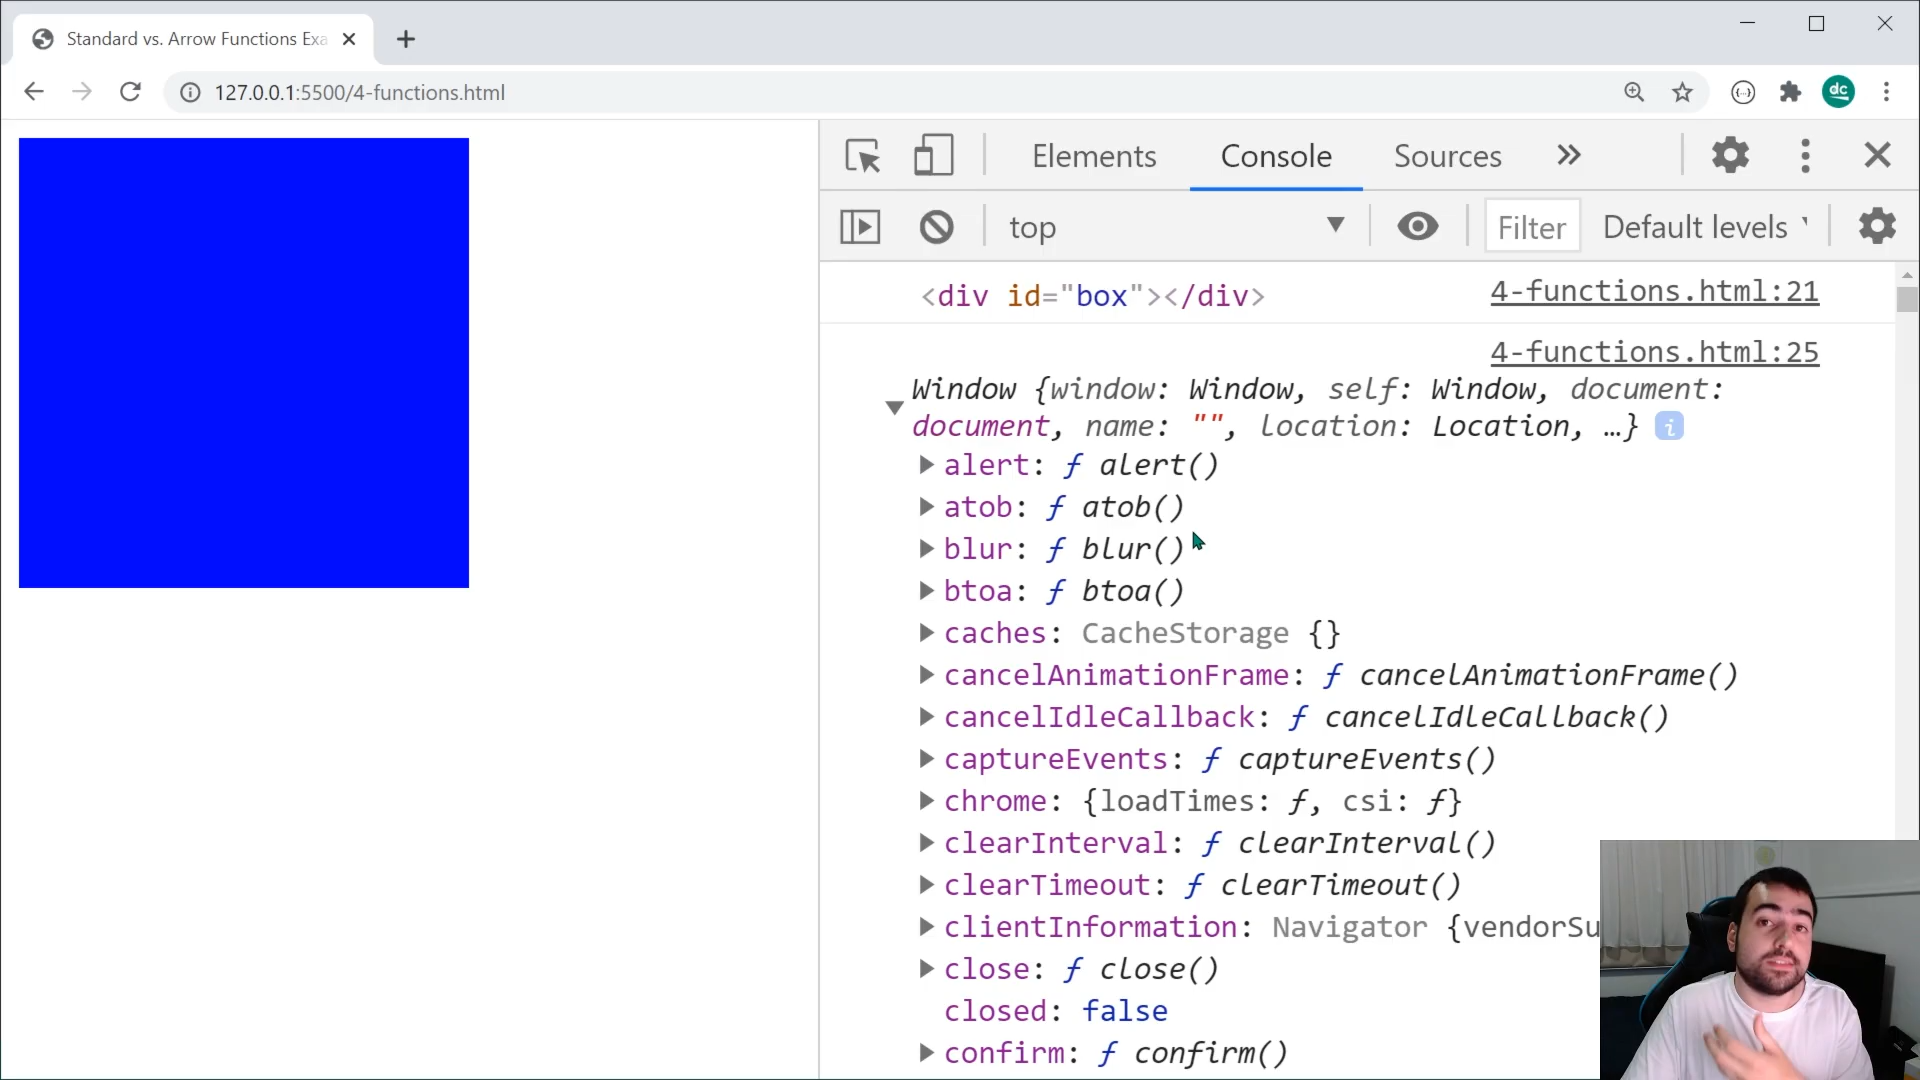 Standard vs. Arrow Functions Exa
127.0.0.1:5500/4-functions.html
dc
Elements Console Sources
top Filter Default levels
<div id="box"></div> 4-functions.html:21
4-functions.html:25
Window {window: Window, self: Window, document:
document, name: "", location: Location, …} i
alert: ƒ alert()
atob: ƒ atob()
blur: ƒ blur()
btoa: ƒ btoa()
caches: CacheStorage {}
cancelAnimationFrame: ƒ cancelAnimationFrame()
cancelIdleCallback: ƒ cancelIdleCallback()
captureEvents: ƒ captureEvents()
chrome: {loadTimes: ƒ, csi: ƒ}
clearInterval: ƒ clearInterval()
clearTimeout: ƒ clearTimeout()
clientInformation: Navigator {vendorSu
close: ƒ close()
closed: false
confirm: ƒ confirm()